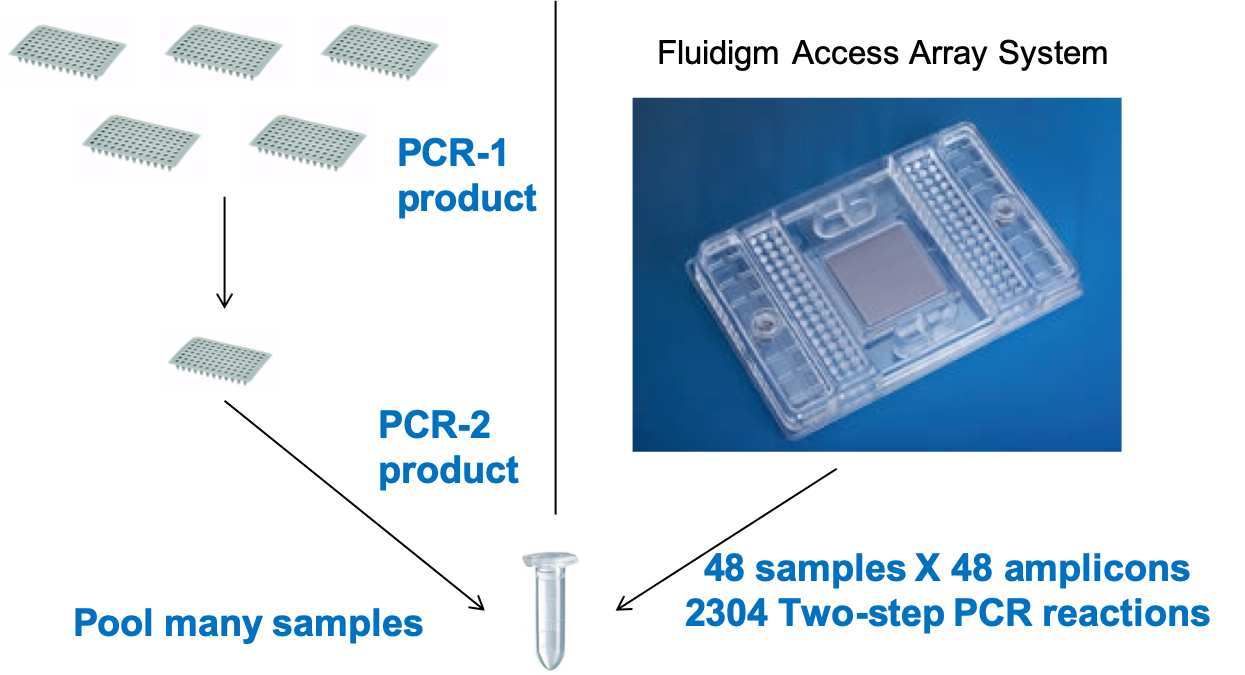 Fluidigm Access Array System
PCR-1
product
PCR-2
product
Pool many samples
48 samples X 48 amplicons
2304 Two-step PCR reactions